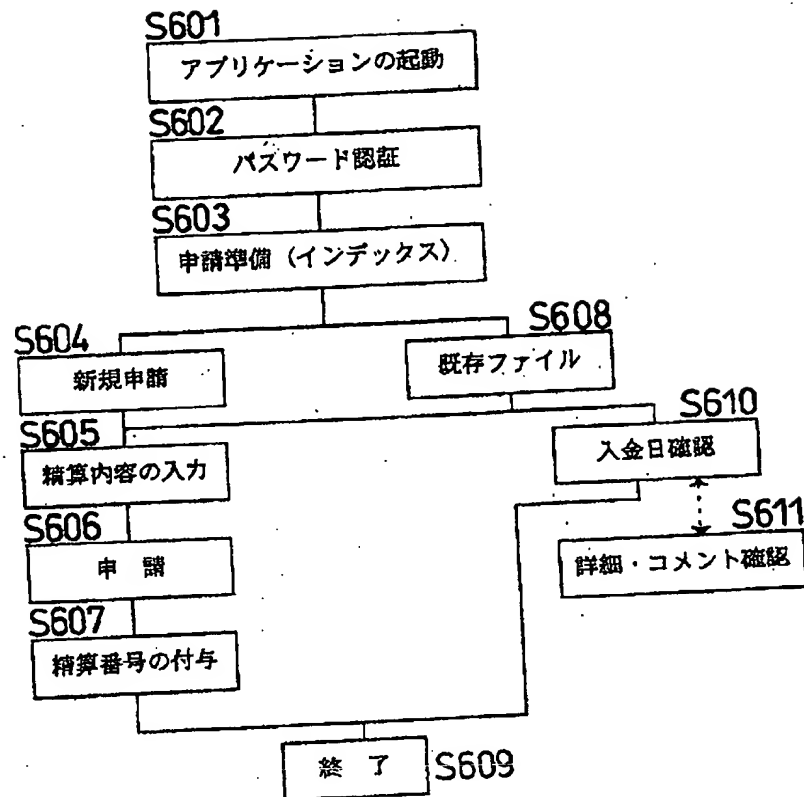 S601
アプリケーションの起動
S602
パスワード認証
S603
申請準備（インデックス）
S604
新規申請
S608
既存ファイル
S605
精算内容の入力
S610
入金日確認
S606
申 請
S611
詳細・コメント確認
S607
精算番号の付与
終 了
S609